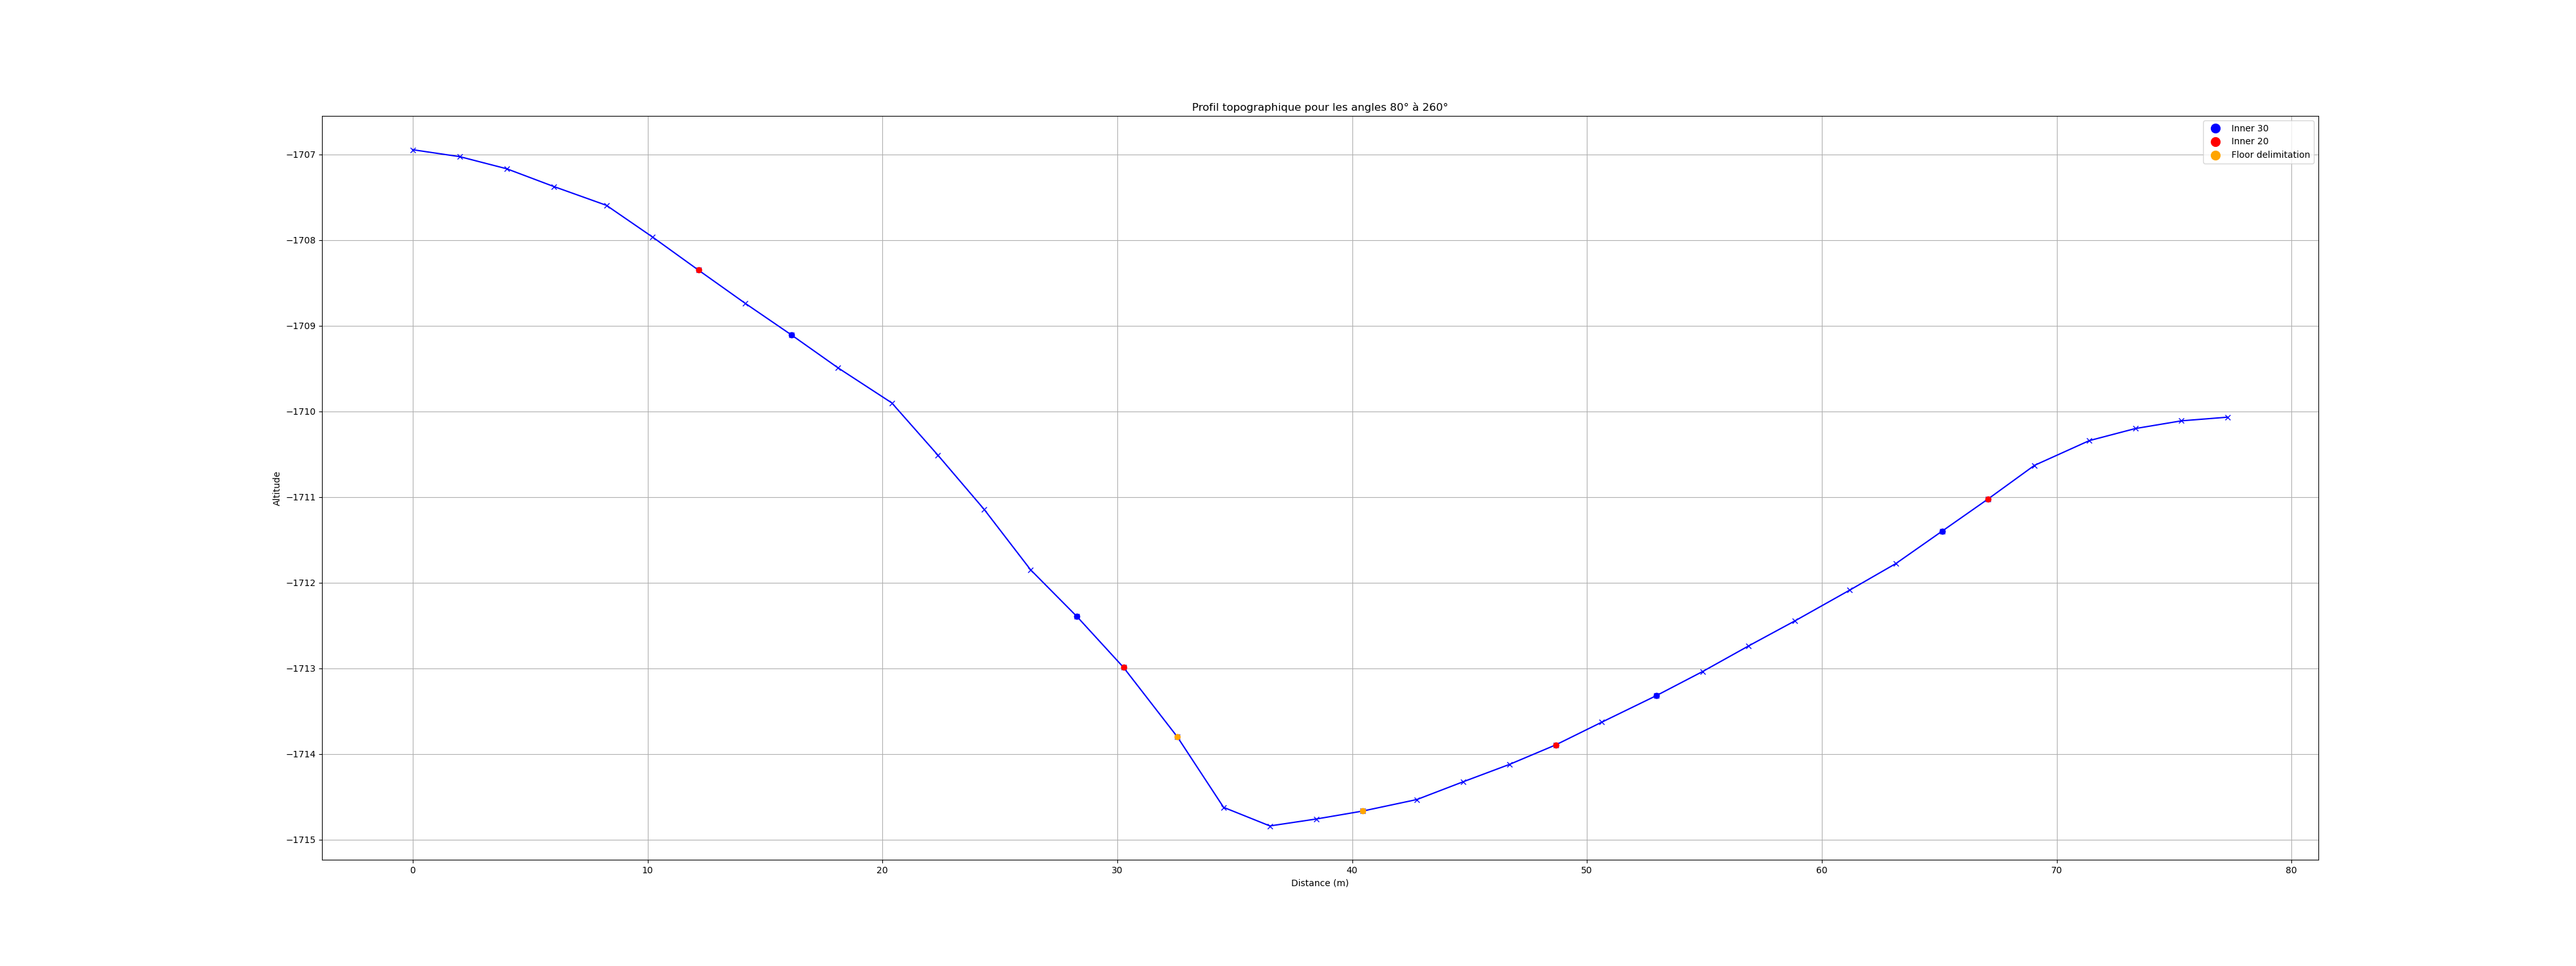 Profil topographique pour les angles 80° à 260°
Inner 30
Inner 20
Floor delimitation
Altitude
−1707
−1708
−1709
−1710
−1711
−1712
−1713
−1714
−1715
0 10 20 30 40 50 60 70 80
Distance (m)